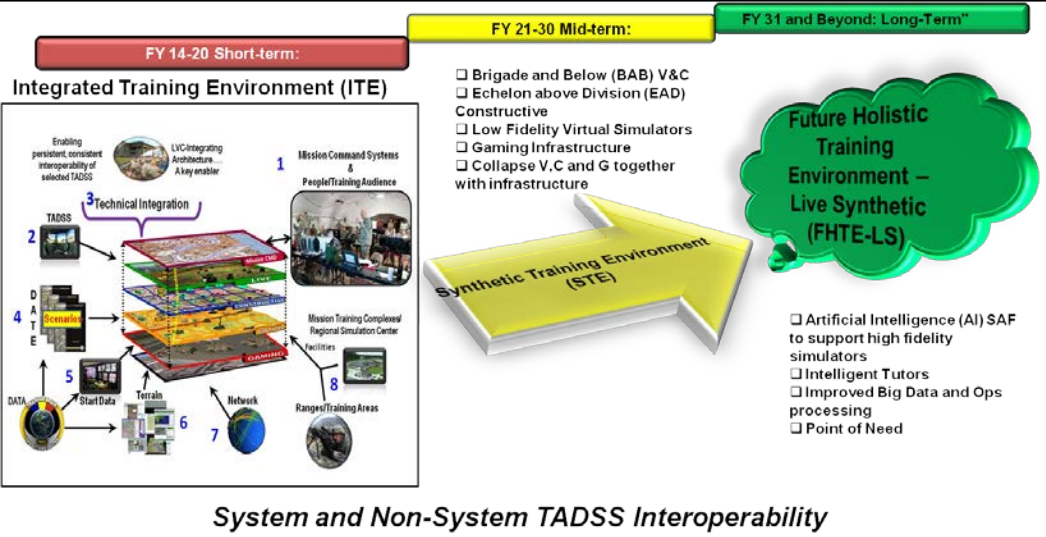 FY 14-20 Short-term:
FY 21-30 Mid-term:
FY 31 and Beyond: Long-Term"
Integrated Training Environment (ITE)
Enabling
persistent, consistent
interoperability of
selected TADSS
LVC-Integrating
Architecture....
A key enabler
1
Mission Command Systems
&
People/Training Audience
3
Technical Integration
TADSS
2
Mission CMD
LIVE
CONSTRUCTIVE
GAMING
4
D
A
T
E
Scenarios
Mission Training Complexes/
Regional Simulation Center
Facilities
5
8
DATA
Start Data
Terrain
6
Network
7
Ranges/Training Areas
❑ Brigade and Below (BAB) V&C
❑ Echelon above Division (EAD)
Constructive
❑ Low Fidelity Virtual Simulators
❑ Gaming Infrastructure
❑ Collapse V,C and G together
with infrastructure
Synthetic Training Environment
(STE)
Future Holistic
Training
Environment –
Live Synthetic
(FHTE-LS)
❑ Artificial Intelligence (AI) SAF
to support high fidelity
simulators
❑ Intelligent Tutors
❑ Improved Big Data and Ops
processing
❑ Point of Need
System and Non-System TADSS Interoperability